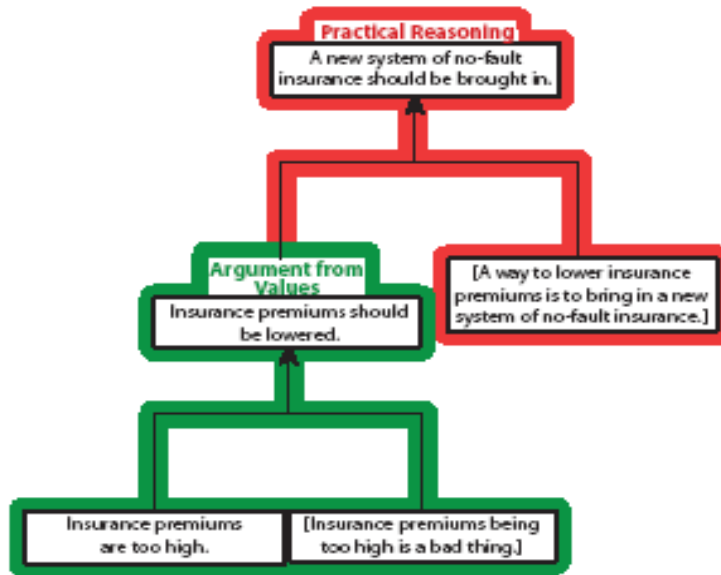 Practical Reasoning
A new system of no-fault
insurance should be brought in.
Argument from
Values
Insurance premiums should
be lowered.
[A way to lower insurance
premiums is to bring in a new
system of no-fault insurance.]
Insurance premiums
are too high.
[Insurance premiums being
too high is a bad thing.]